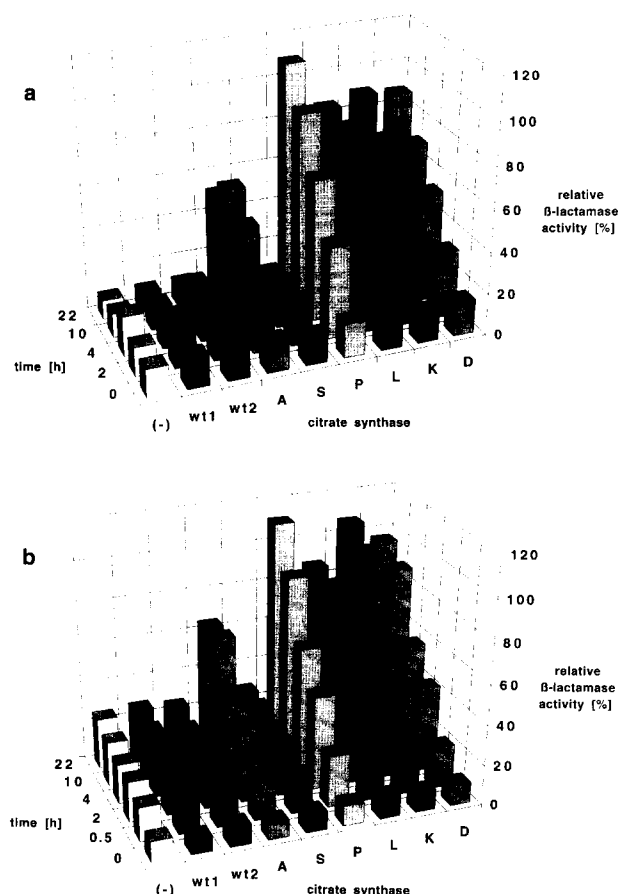 a
120
100
80
60
40
20
0
relative
ß-lactamase
activity [%]
22
10
4
2
0
time [h]
(-)
wt1
wt2
A
S
P
L
K
D
citrate synthase
b
120
100
80
60
40
20
0
relative
ß-lactamase
activity [%]
22
10
4
2
0.5
0
time [h]
(-)
wt1
wt2
A
S
P
L
K
D
citrate synthase